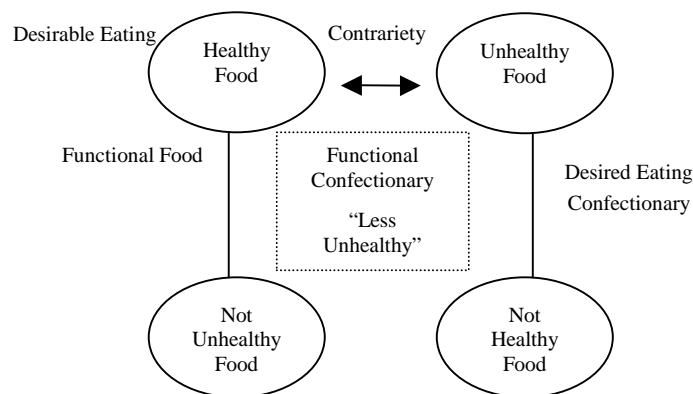 Desirable Eating
Healthy
Food
Contrariety
Unhealthy
Food
Functional Food
Functional
Confectionary
“Less
Unhealthy”
Desired Eating
Confectionary
Not
Unhealthy
Food
Not
Healthy
Food